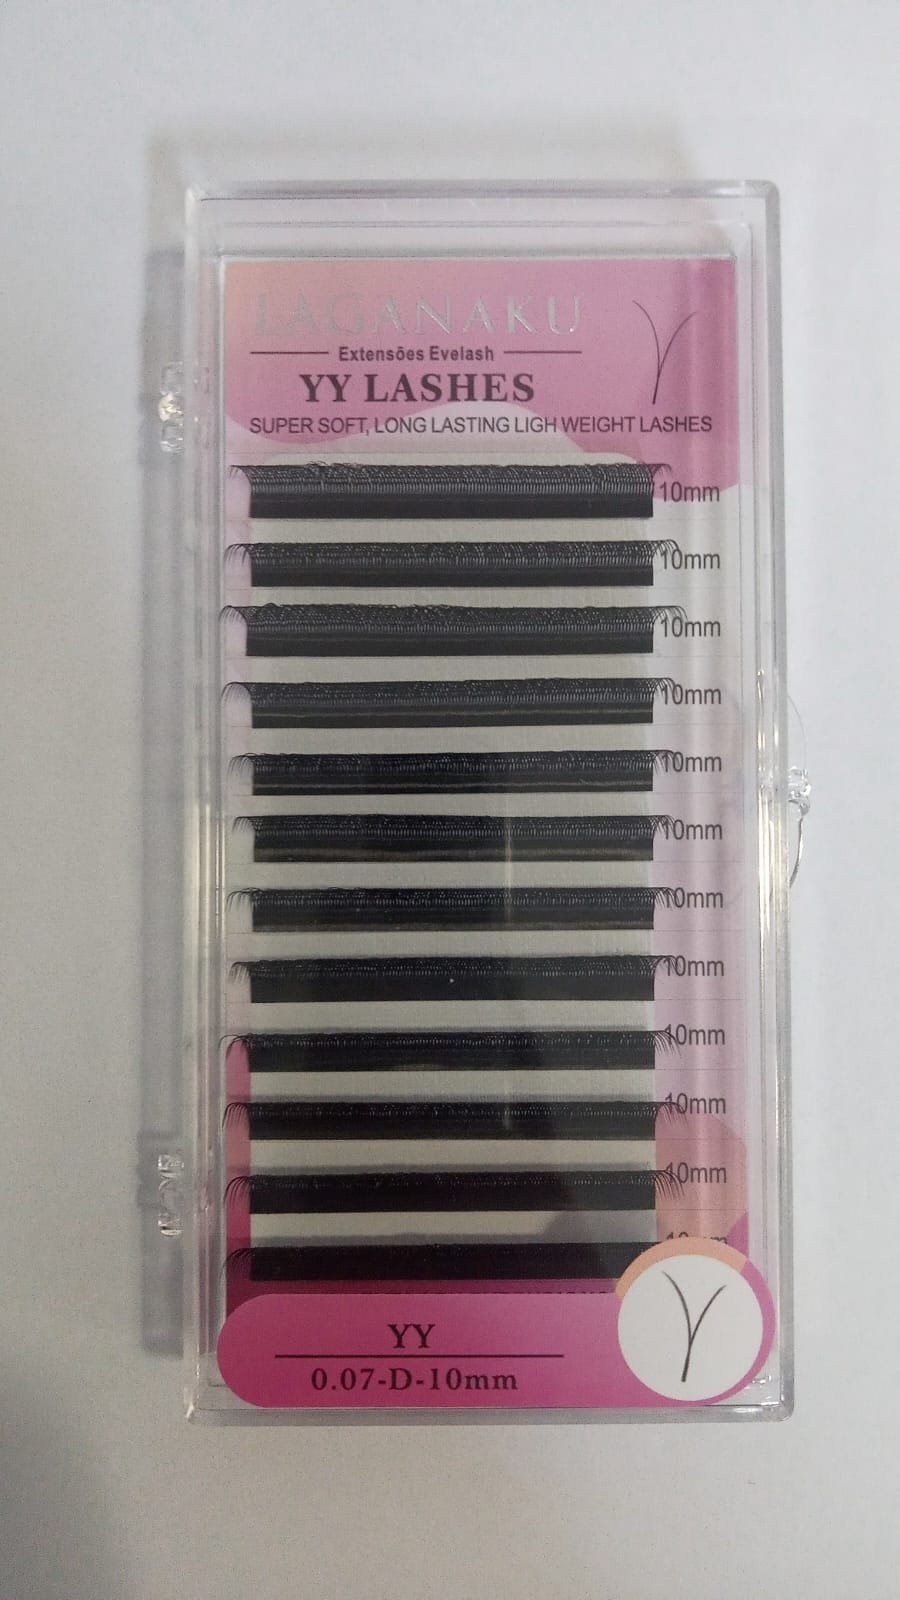 LAGANAKU
Extensões Evelash
YY LASHES
SUPER SOFT, LONG LASTING LIGH WEIGHT LASHES
10mm
10mm
10mm
10mm
10mm
10mm
10mm
10mm
10mm
10mm
10mm
YY
0.07-D-10mm